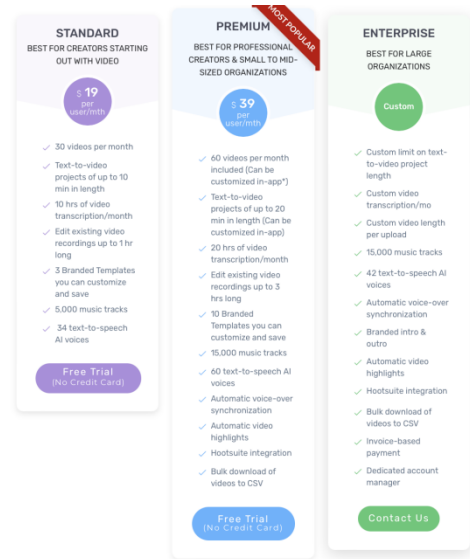 STANDARD
BEST FOR CREATORS STARTING
OUT WITH VIDEO
$ 19
per
user/mth
30 videos per month
Text-to-video
projects of up to 10
min in length
10 hrs of video
transcription/month
Edit existing video
recordings up to 1 hr
long
3 Branded Templates
you can customize
and save
5,000 music tracks
34 text-to-speech
AI voices
Free Trial
(No Credit Card)
MOST POPULAR
PREMIUM
BEST FOR PROFESSIONAL
CREATORS & SMALL TO MID-
SIZED ORGANIZATIONS
$ 39
per
user/mth
60 videos per month
included (Can be
customized in-app*)
Text-to-video
projects of up to 20
min in length (Can be
customized in-app)
20 hrs of video
transcription/month
Edit existing video
recordings up to 3
hrs long
10 Branded
Templates you can
customize and save
15,000 music tracks
60 text-to-speech AI
voices
Automatic voice-over
synchronization
Automatic video
highlights
Hootsuite integration
Bulk download of
videos to CSV
Free Trial
(No Credit Card)
ENTERPRISE
BEST FOR LARGE
ORGANIZATIONS
Custom
Custom limit on text-
to-video project
length
Custom video
transcription/mo
Custom video length
per upload
15,000 music tracks
42 text-to-speech AI
voices
Automatic voice-over
synchronization
Branded intro &
outro
Automatic video
highlights
Hootsuite integration
Bulk download of
videos to CSV
Invoice-based
payment
Dedicated account
manager
Contact Us